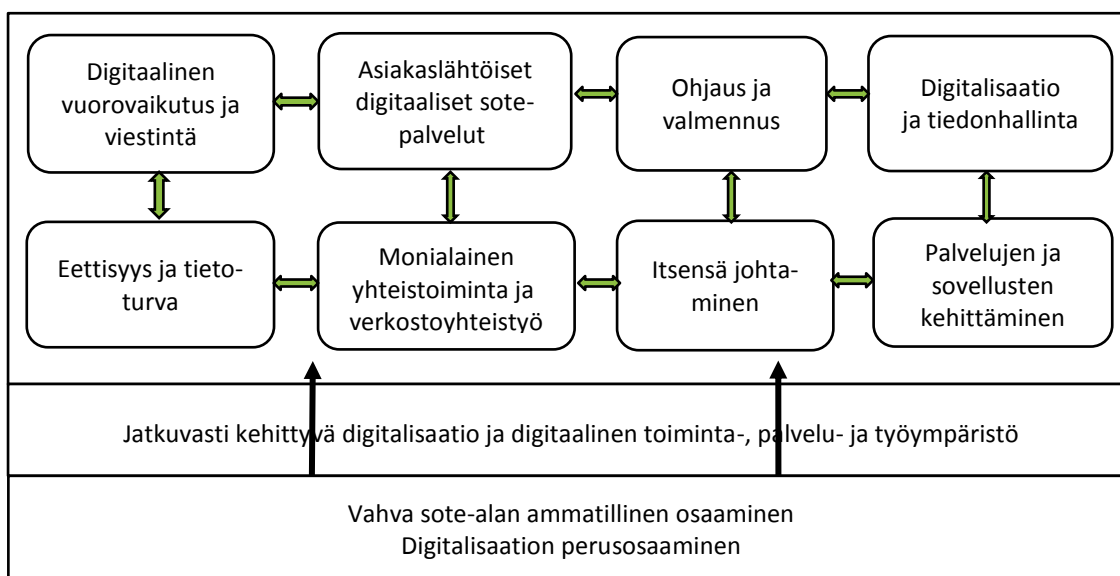 Digitaalinen
vuorovaikutus ja
viestintä
Asiakaslähtöiset
digitaaliset sote-
palvelut
Ohjaus ja
valmennus
Digitalisaatio
ja tiedonhallinta
Eettisyys ja tieto-
turva
Monialainen
yhteistoiminta ja
verkostoyhteistyö
Itsensä johta-
minen
Palvelujen ja
sovellusten
kehittäminen
Jatkuvasti kehittyvä digitalisaatio ja digitaalinen toiminta-, palvelu- ja työympäristö
Vahva sote-alan ammatillinen osaaminen
Digitalisaation perusosaaminen